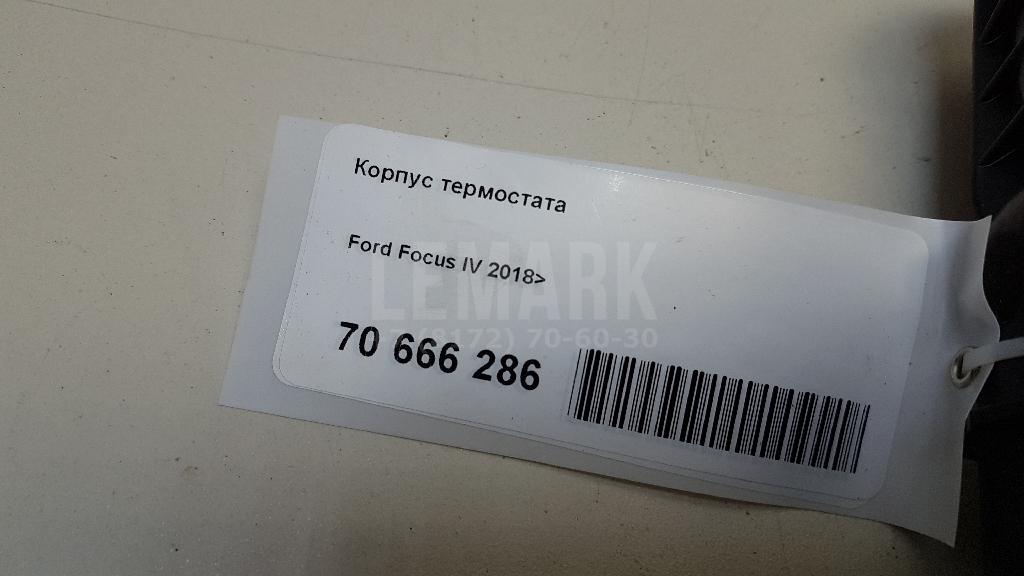 Корпус термостата
Ford Focus IV 2018>
LEMARK
(8172) 70-60-30
70 666 286